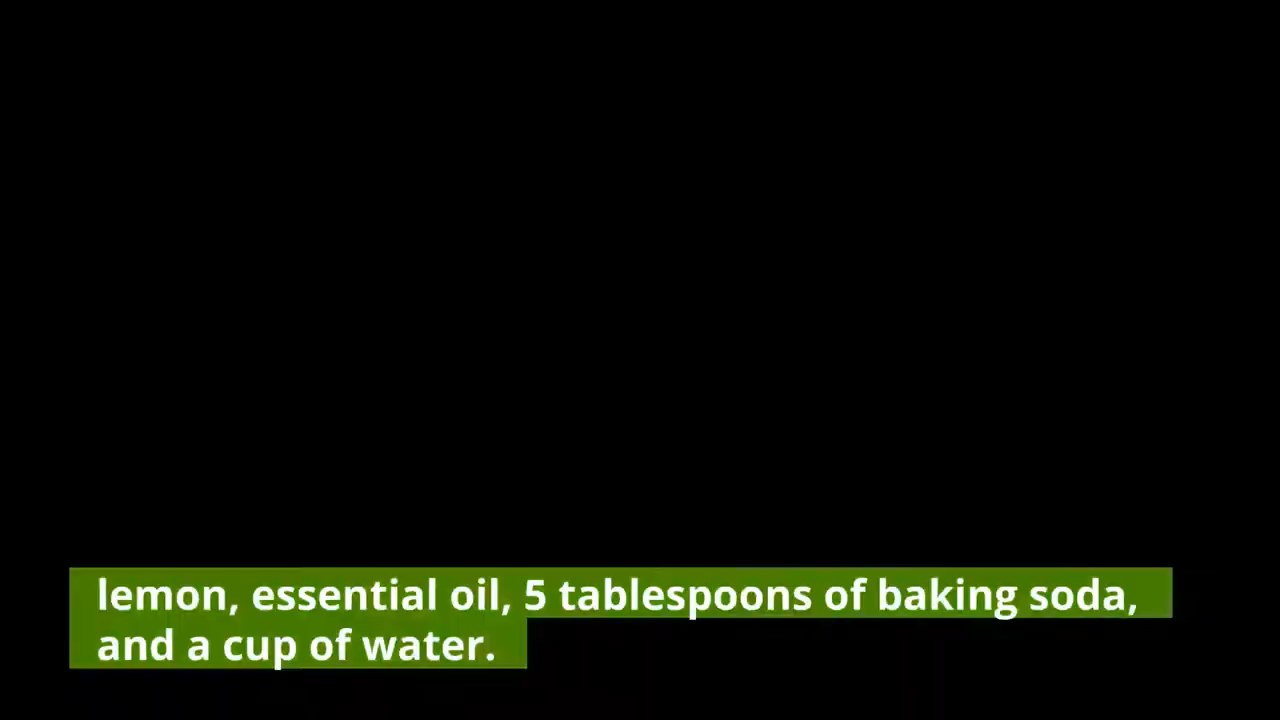 lemon, essential oil, 5 tablespoons of baking soda,
and a cup of water.